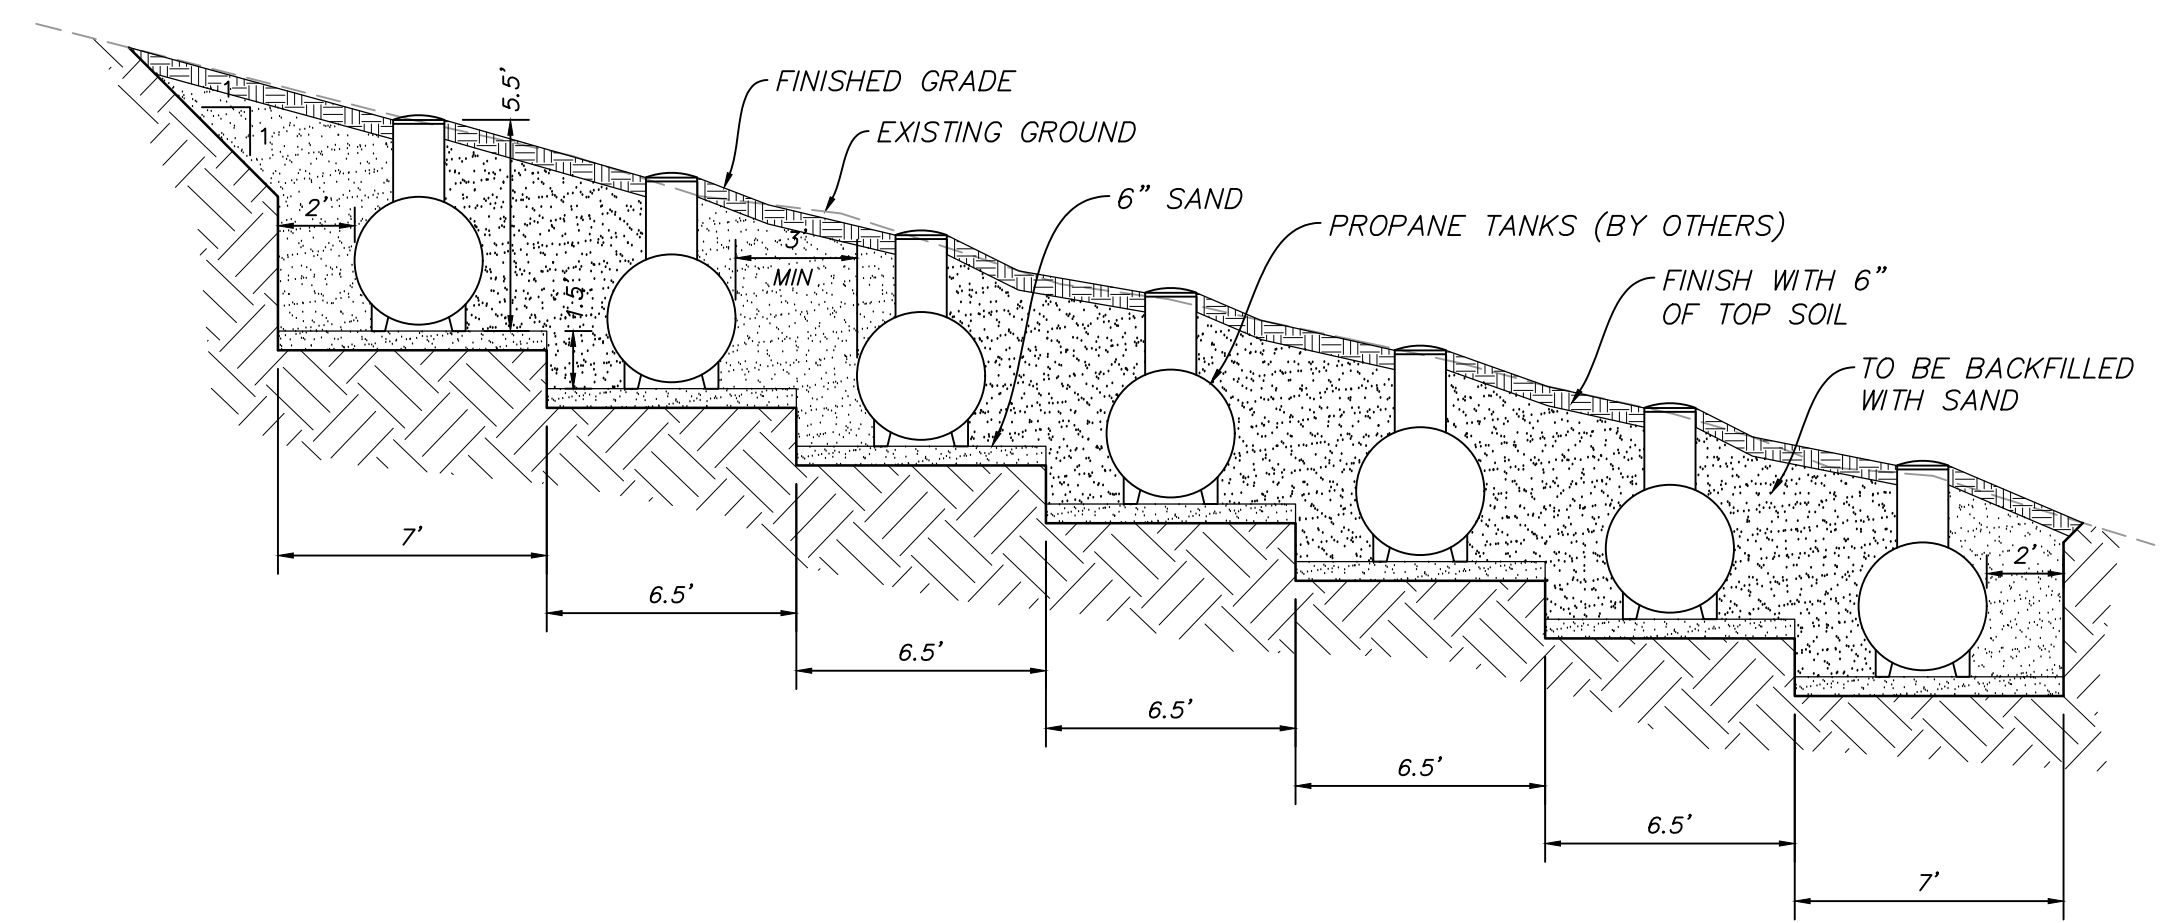 5.5'
FINISHED GRADE
1
1
EXISTING GROUND
6" SAND
2'
PROPANE TANKS (BY OTHERS)
3'
MIN
FINISH WITH 6"
OF TOP SOIL
1.5'
TO BE BACKFILLED
WITH SAND
7'
2'
6.5'
6.5'
6.5'
6.5'
6.5'
7'